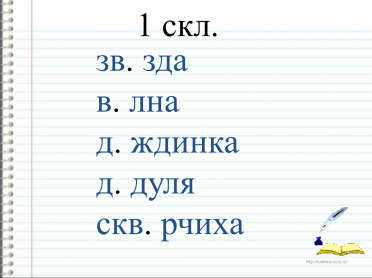 1 скл.
зв. зда
в. лна
д. ждинка
д. дуля
скв. рчиха